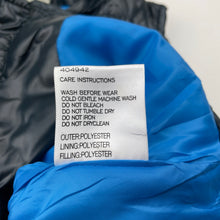 404942
CARE INSTRUCTIONS
WASH BEFORE WEAR
COLD GENTLE MACHINE WASH
DO NOT BLEACH
DO NOT TUMBLE DRY
DO NOT IRON
DO NOT DRYCLEAN
OUTER:POLYESTER
LINING:POLYESTER
FILLING:POLYESTER